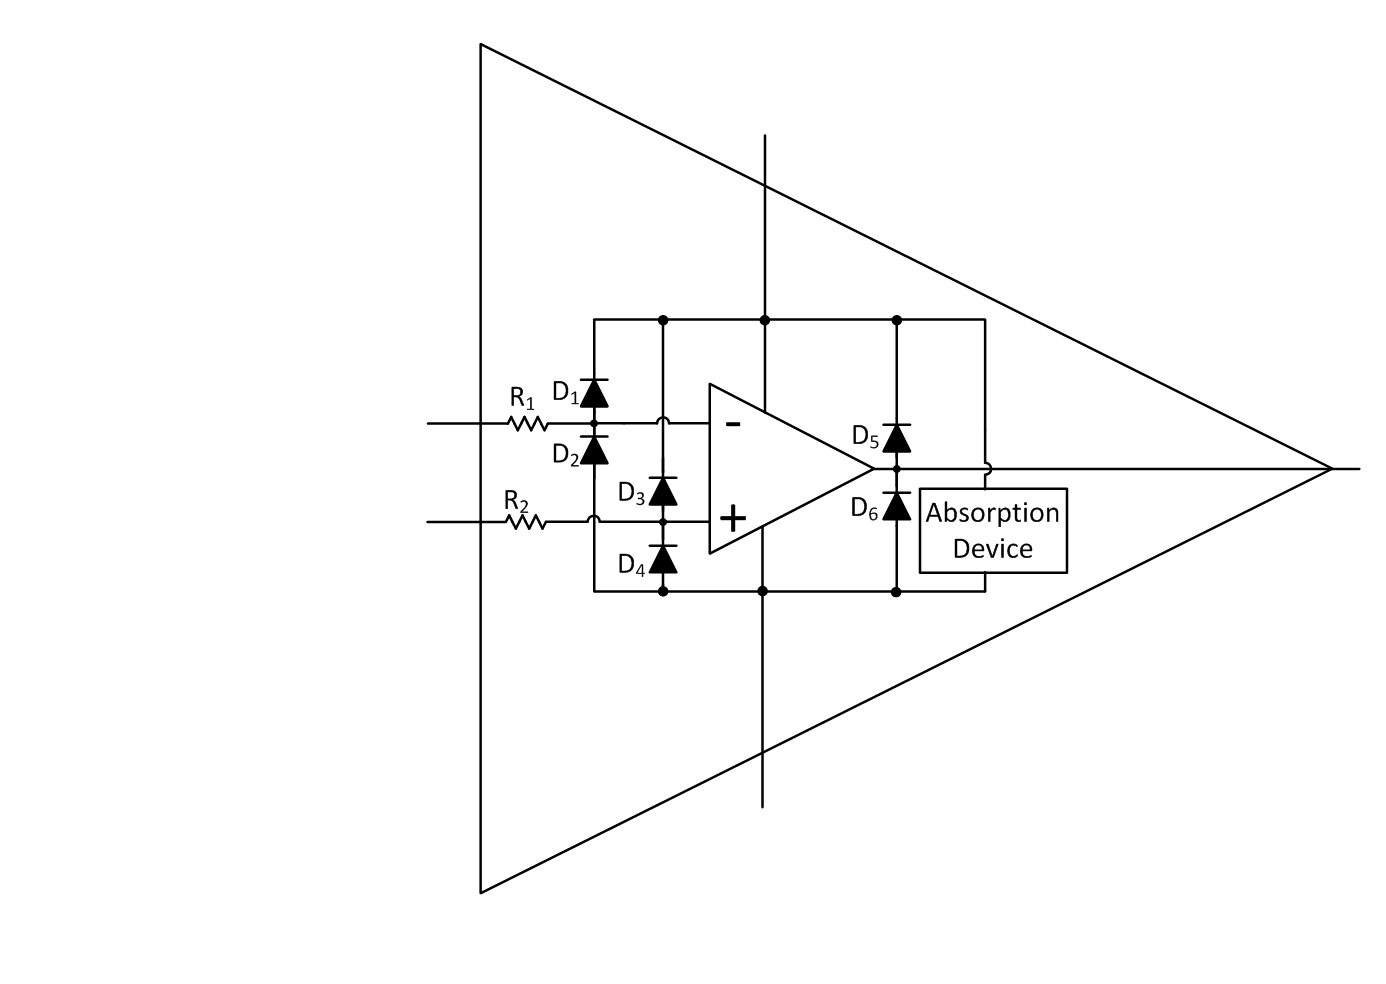 R₁
D₁
-
D₂
D₅
R₂
D₃
D₆
Absorption
Device
+
D₄